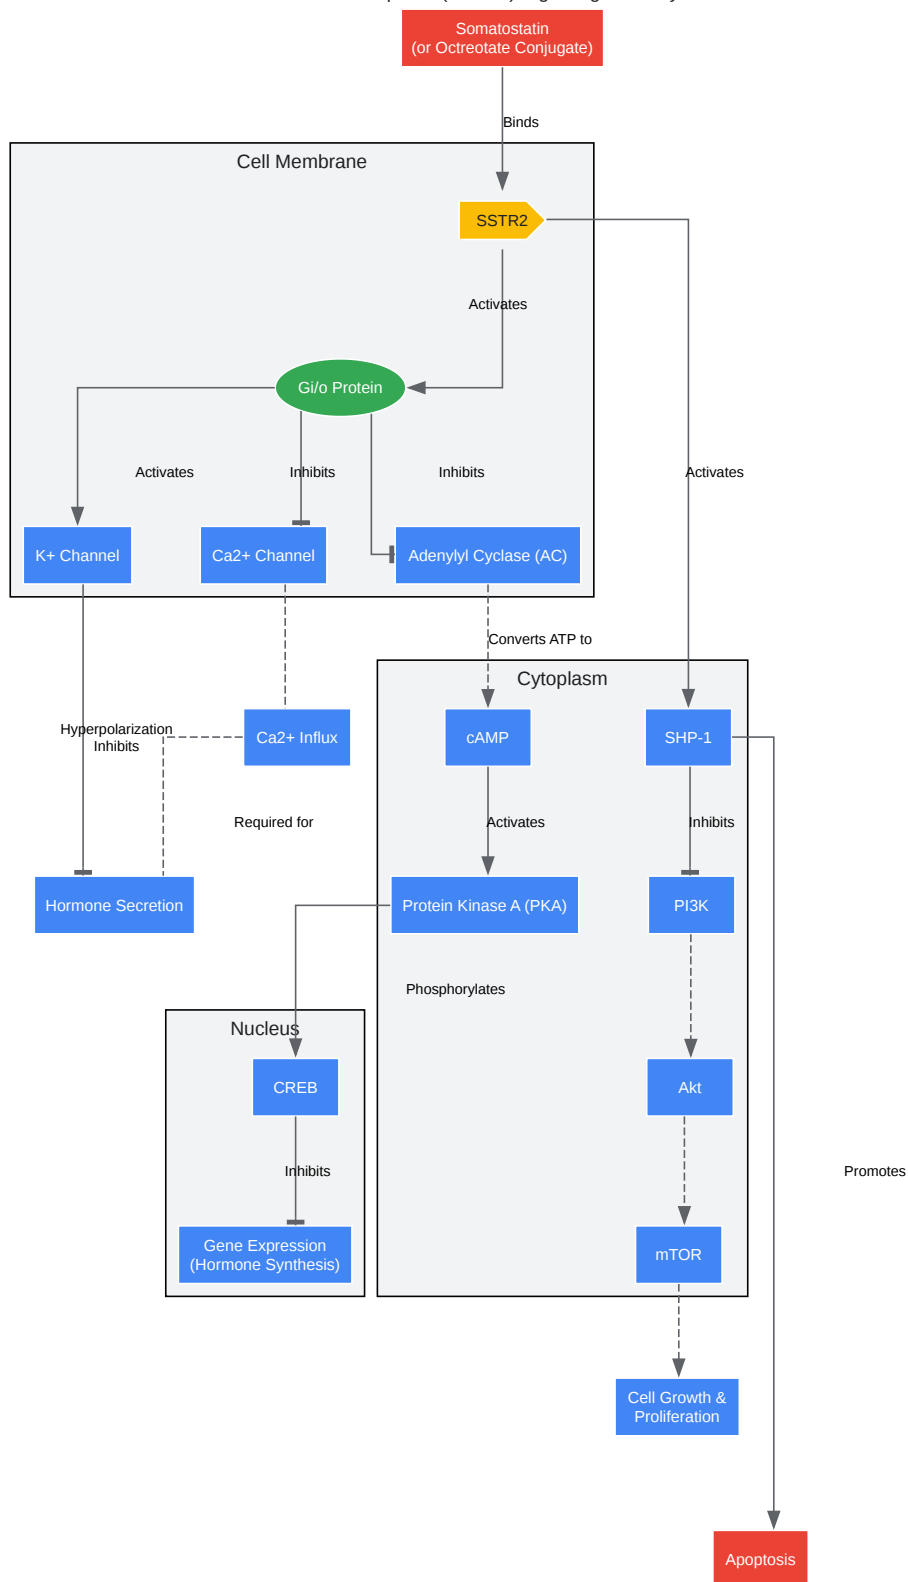 Somatostatin
(or Octreotate Conjugate)
Binds
Cell Membrane
SSTR2
Activates
Gi/o Protein
Activates
Inhibits
Inhibits
Activates
K+ Channel
Ca2+ Channel
Adenylyl Cyclase (AC)
Converts ATP to
Cytoplasm
Hyperpolarization
Inhibits
Ca2+ Influx
cAMP
SHP-1
Required for
Activates
Inhibits
Hormone Secretion
Protein Kinase A (PKA)
PI3K
Phosphorylates
Nucleus
CREB
Akt
Inhibits
Promotes
Gene Expression
(Hormone Synthesis)
mTOR
Cell Growth &
Proliferation
Apoptosis